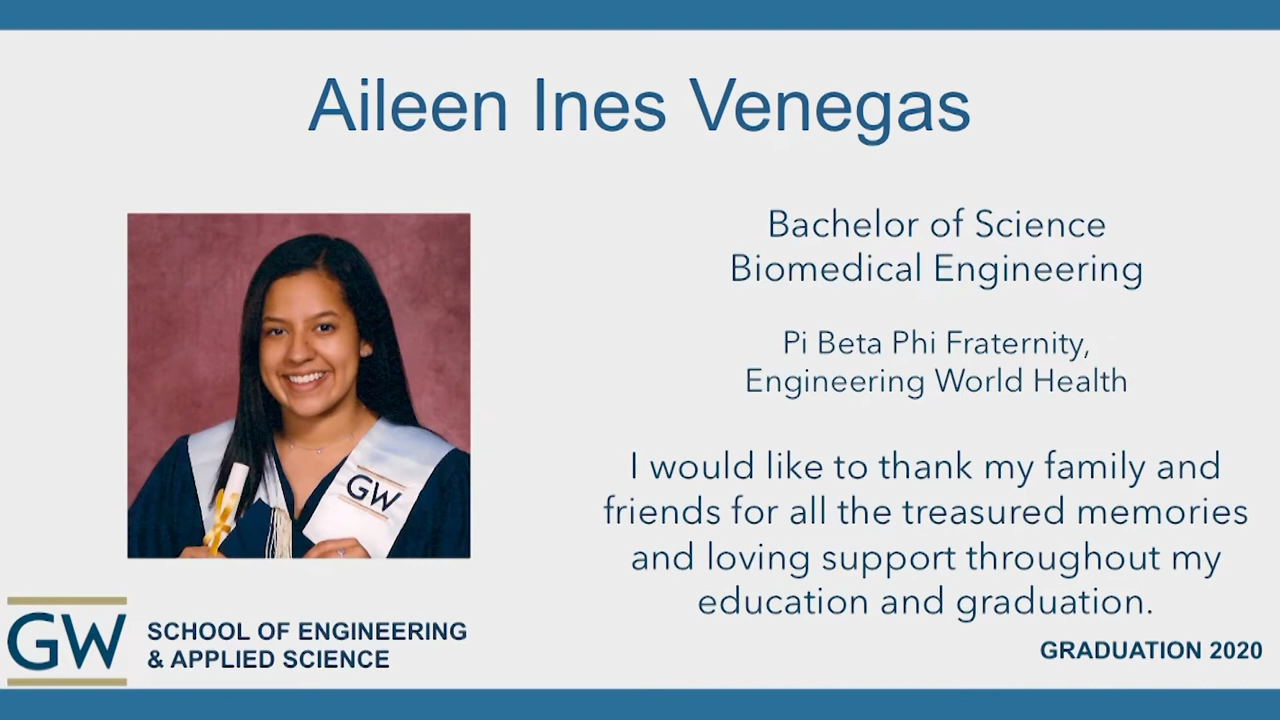 Aileen Ines Venegas
Bachelor of Science
Biomedical Engineering
Pi Beta Phi Fraternity,
Engineering World Health
I would like to thank my family and
friends for all the treasured memories
and loving support throughout my
education and graduation.
GW
GW
SCHOOL OF ENGINEERING
& APPLIED SCIENCE
GRADUATION 2020